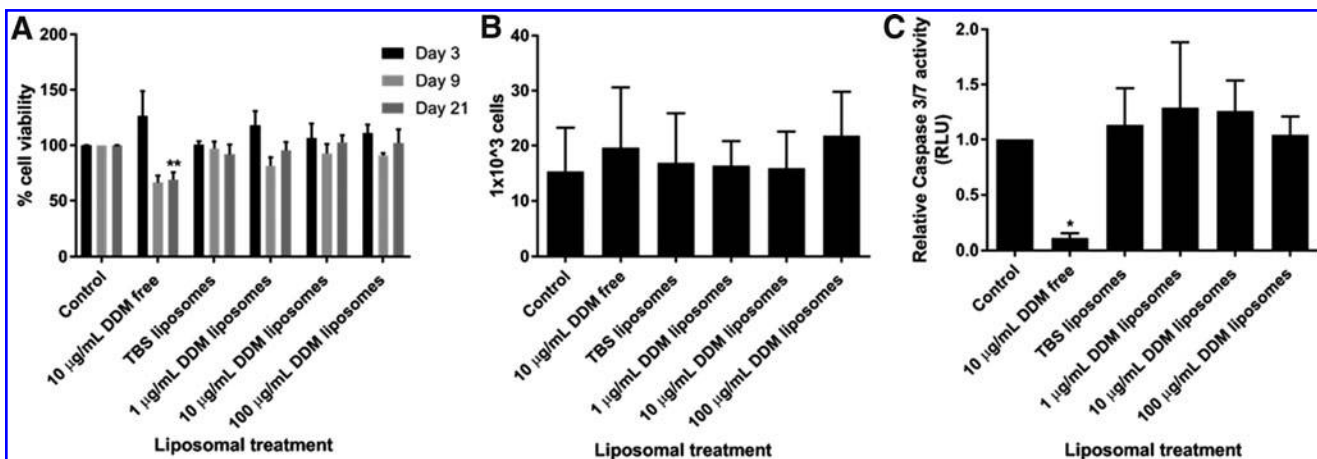 A
200
150
100
50
0
% cell viability
Day 3
Day 9
Day 21
**
Control
10 µg/mL DDM free
TBS liposomes
1 µg/mL DDM liposomes
10 µg/mL DDM liposomes
100 µg/mL DDM liposomes
Liposomal treatment
B
40
30
20
10
0
1x10^3 cells
Control
10 µg/mL DDM free
TBS liposomes
1 µg/mL DDM liposomes
10 µg/mL DDM liposomes
100 µg/mL DDM liposomes
Liposomal treatment
C
2.0
1.5
1.0
0.5
0.0
Relative Caspase 3/7 activity
(RLU)
*
Control
10 µg/mL DDM free
TBS liposomes
1 µg/mL DDM liposomes
10 µg/mL DDM liposomes
100 µg/mL DDM liposomes
Liposomal treatment